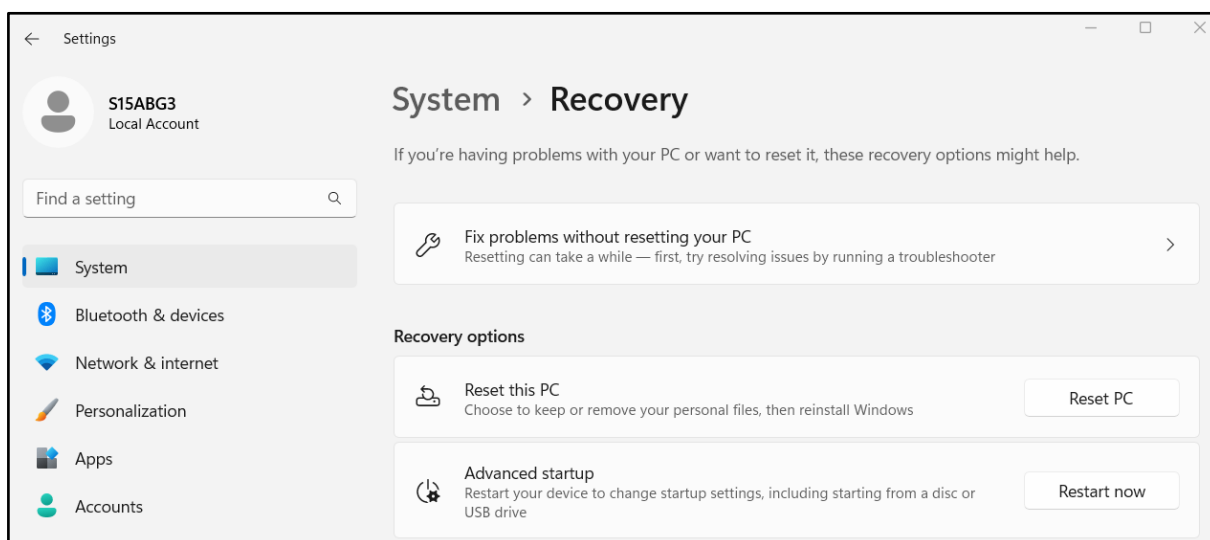 Settings
S15ABG3
Local Account
Find a setting
System
Bluetooth & devices
Network & internet
Personalization
Apps
Accounts
System > Recovery
If you're having problems with your PC or want to reset it, these recovery options might help.
Fix problems without resetting your PC
Resetting can take a while — first, try resolving issues by running a troubleshooter
Recovery options
Reset this PC
Choose to keep or remove your personal files, then reinstall Windows
Reset PC
Advanced startup
Restart your device to change startup settings, including starting from a disc or
USB drive
Restart now